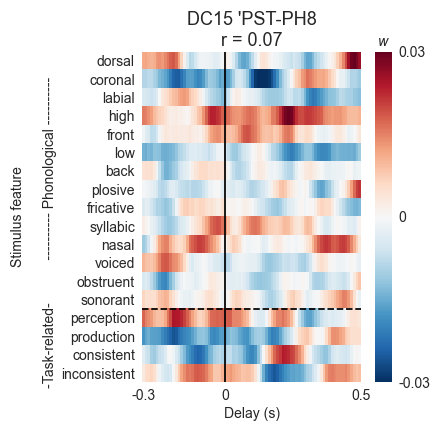 DC15 'PST-PH8
r = 0.07
w
dorsal
coronal
labial
high
front
low
back
plosive
fricative
syllabic
nasal
voiced
obstruent
sonorant
perception
production
consistent
inconsistent
Stimulus feature
-Task-related- ---------- Phonological ----------
-0.3 0 0.5
Delay (s)
0.03
0
-0.03